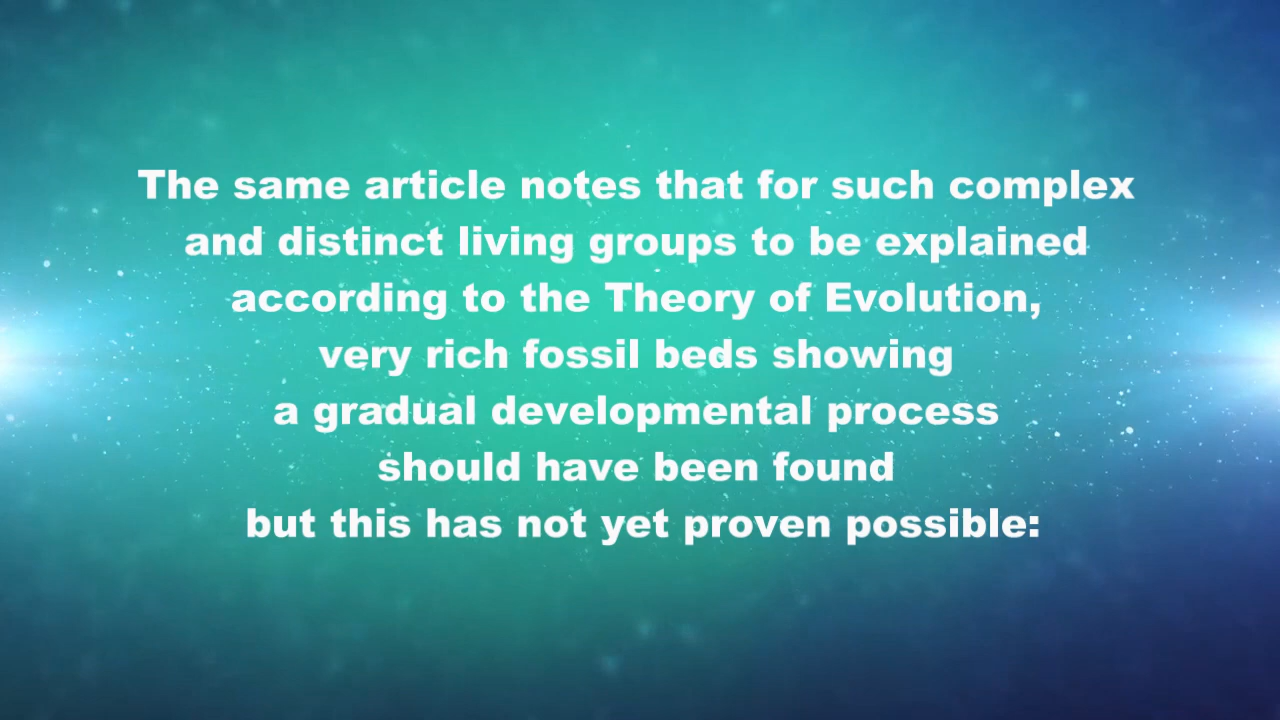 The same article notes that for such complex
and distinct living groups to be explained
according to the Theory of Evolution,
very rich fossil beds showing
a gradual developmental process
should have been found
but this has not yet proven possible: